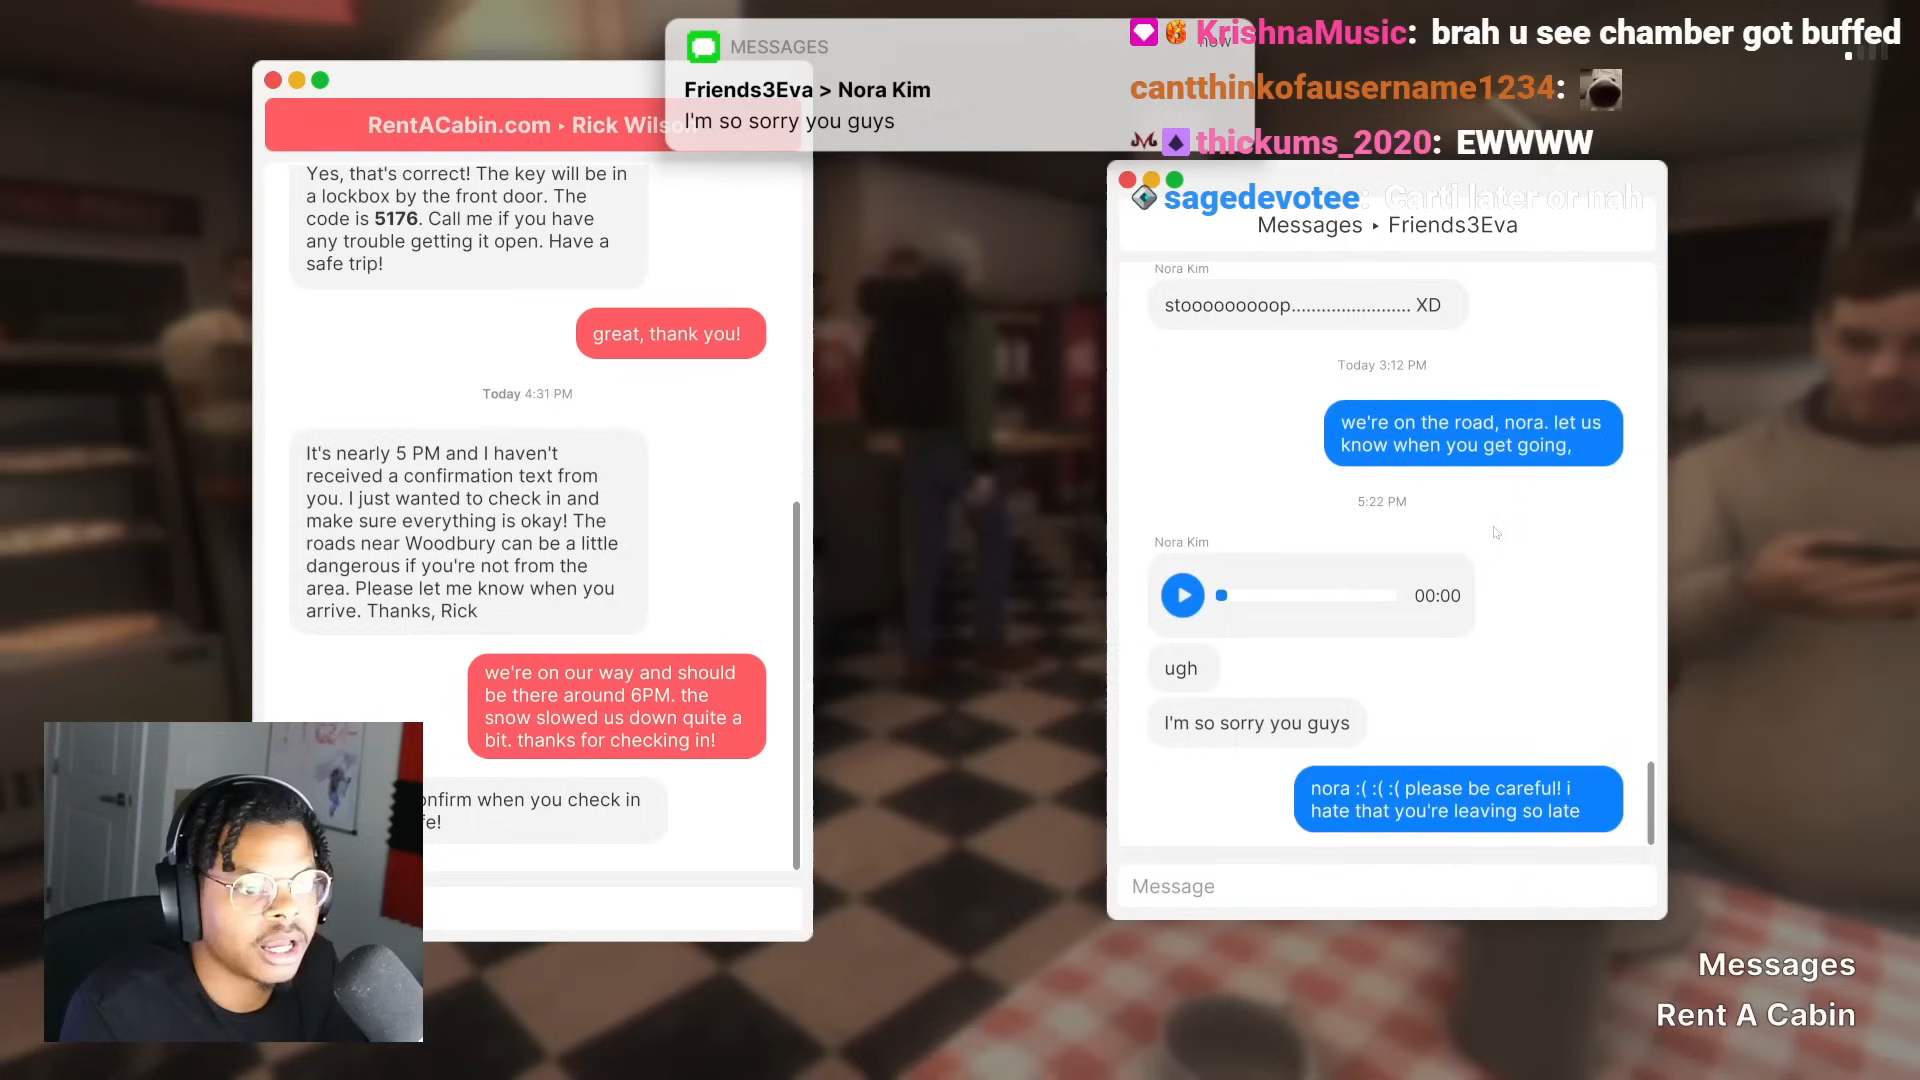 MESSAGES
now
Friends3Eva > Nora Kim
I'm so sorry you guys
KrishnaMusic: brah u see chamber got buffed
cantthinkofausername1234:
thickums_2020: EWWWW
sagedevotee: Carti later or nah
RentACabin.com ‣ Rick Wilso
Yes, that's correct! The key will be in
a lockbox by the front door. The
code is 5176. Call me if you have
any trouble getting it open. Have a
safe trip!
great, thank you!
Today 4:31 PM
It's nearly 5 PM and I haven't
received a confirmation text from
you. I just wanted to check in and
make sure everything is okay! The
roads near Woodbury can be a little
dangerous if you're not from the
area. Please let me know when you
arrive. Thanks, Rick
we're on our way and should
be there around 6PM. the
snow slowed us down quite a
bit. thanks for checking in!
onfirm when you check in
fe!
Messages ‣ Friends3Eva
Nora Kim
stooooooooop........................ XD
Today 3:12 PM
we're on the road, nora. let us
know when you get going,
5:22 PM
Nora Kim
00:00
ugh
I'm so sorry you guys
nora :( :( :( please be careful! i
hate that you're leaving so late
Message
Messages
Rent A Cabin